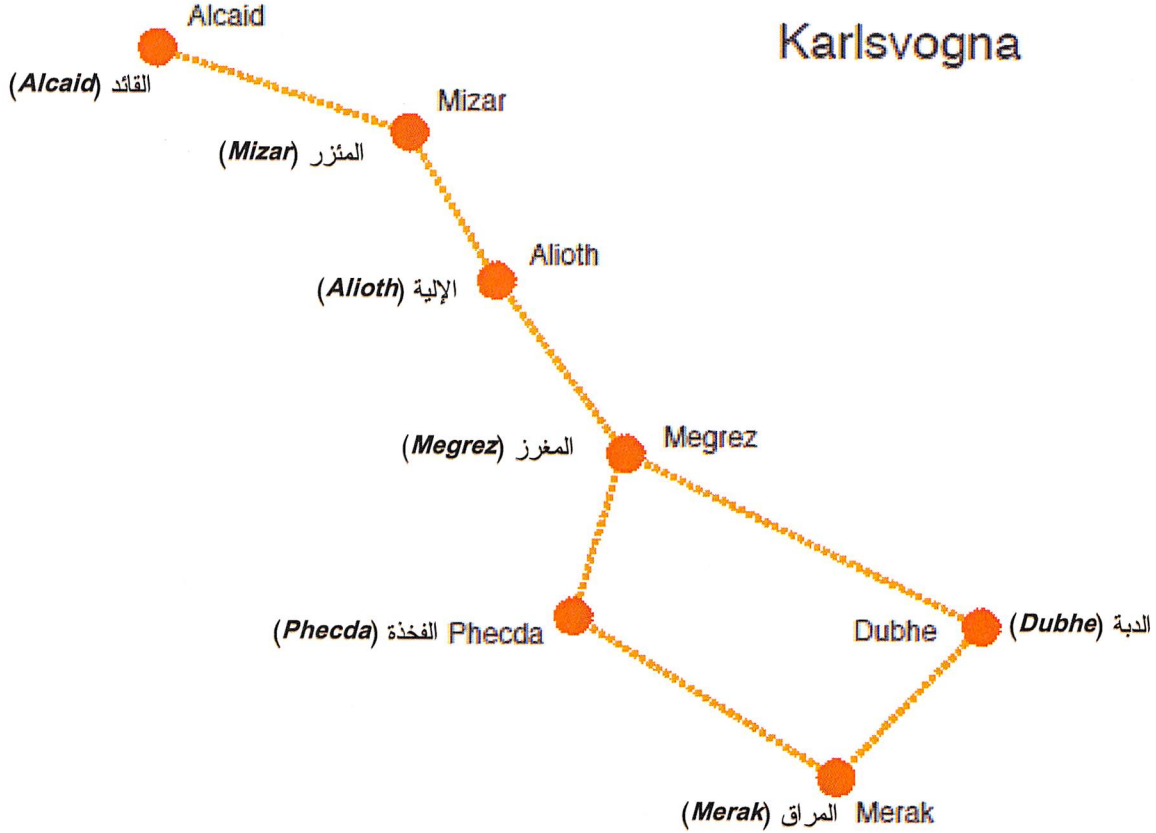 Alcaid
Karlsvogna
القائد (Alcaid)
Mizar
المئزر (Mizar)
Alioth
الإلية (Alioth)
Megrez
المغرز (Megrez)
الفخذة (Phecda)
Phecda
Dubhe
الدبة (Dubhe)
المراق (Merak)
Merak